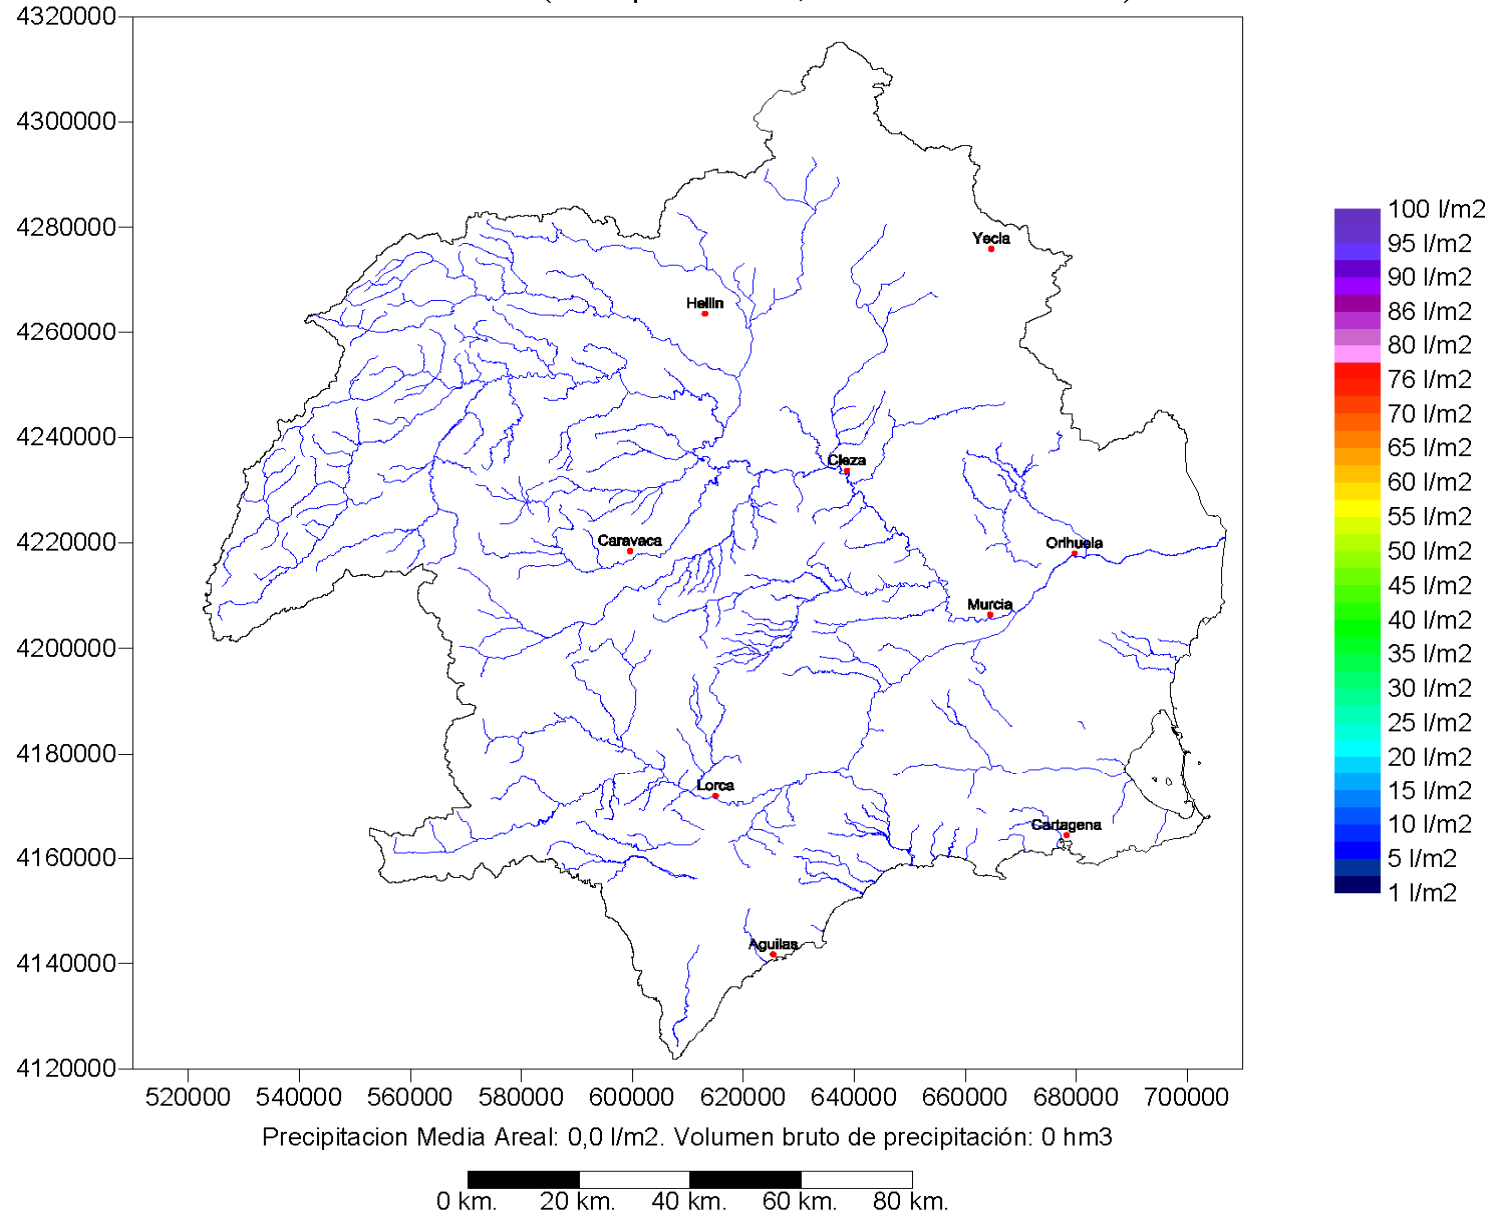 4320000
4300000
4280000
4260000
4240000
4220000
4200000
4180000
4160000
4140000
4120000
520000 540000 560000 580000 600000 620000 640000 660000 680000 700000
Yecla
Hellin
Cieza
Caravaca
Orihuela
Murcia
Lorca
Cartagena
Aguilas
100 l/m2
95 l/m2
90 l/m2
86 l/m2
80 l/m2
76 l/m2
70 l/m2
65 l/m2
60 l/m2
55 l/m2
50 l/m2
45 l/m2
40 l/m2
35 l/m2
30 l/m2
25 l/m2
20 l/m2
15 l/m2
10 l/m2
5 l/m2
1 l/m2
Precipitacion Media Areal: 0,0 l/m2. Volumen bruto de precipitación: 0 hm3
0 km. 20 km. 40 km. 60 km. 80 km.